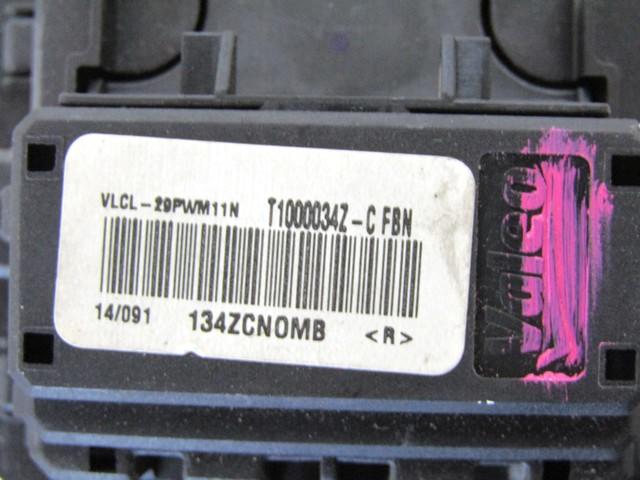 VLCL-29PWM11N T1000034Z-C FBN
14/091 134ZCNOMB <R>
Valeo